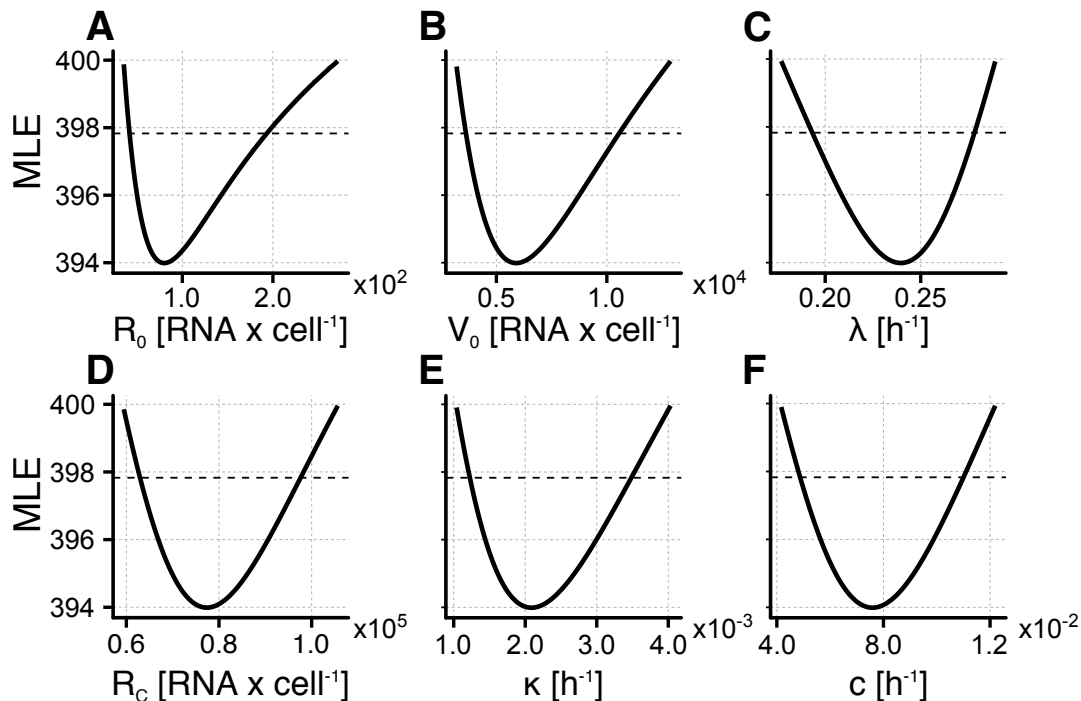 A
B
C
MLE
400
398
396
394
1.0 2.0
x10²
R₀ [RNA x cell⁻¹]
0.5 1.0
x10⁴
V₀ [RNA x cell⁻¹]
0.20 0.25
λ [h⁻¹]
D
E
F
MLE
400
398
396
394
0.6 0.8 1.0
x10⁵
R_C [RNA x cell⁻¹]
1.0 2.0 3.0 4.0
x10⁻³
κ [h⁻¹]
4.0 8.0 1.2
x10⁻²
c [h⁻¹]